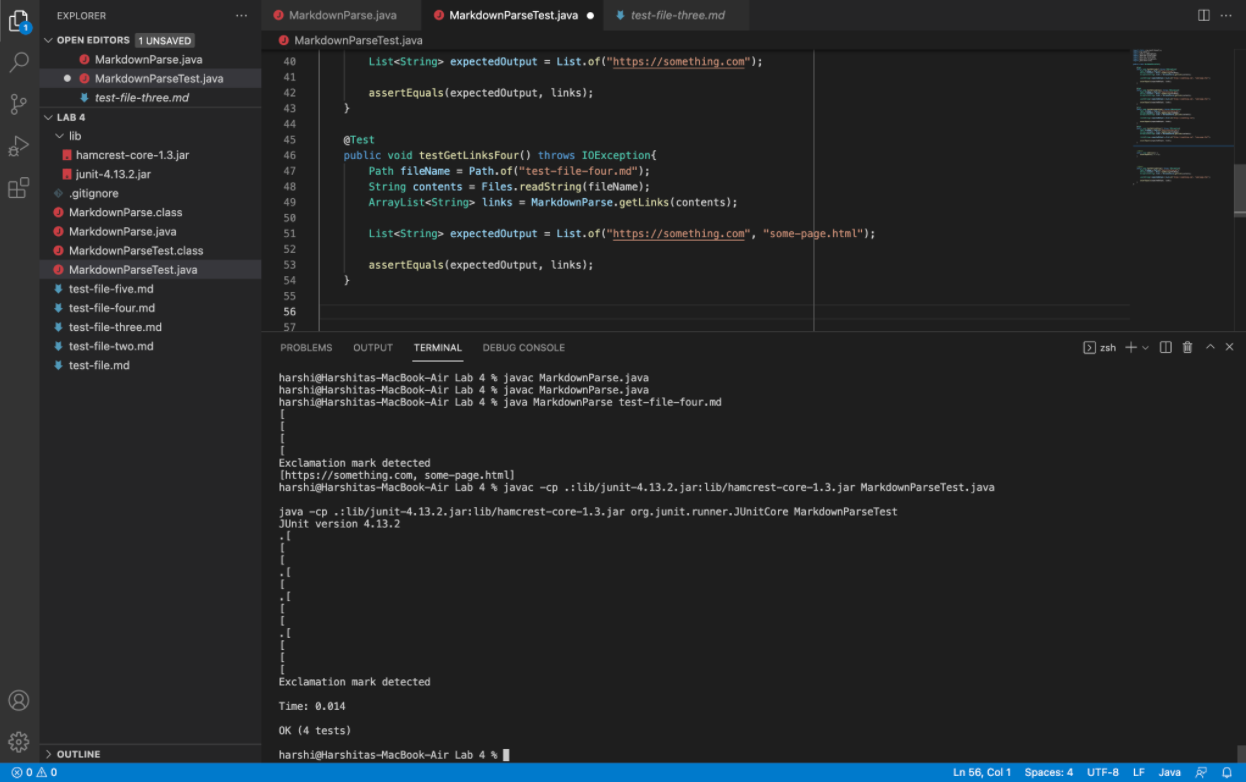 EXPLORER
···
MarkdownParse.java
MarkdownParseTest.java
test-file-three.md
···
1
OPEN EDITORS 1 UNSAVED
MarkdownParse.java
MarkdownParseTest.java
test-file-three.md
LAB 4
lib
hamcrest-core-1.3.jar
junit-4.13.2.jar
.gitignore
MarkdownParse.class
MarkdownParse.java
MarkdownParseTest.class
MarkdownParseTest.java
test-file-five.md
test-file-four.md
test-file-three.md
test-file-two.md
test-file.md
OUTLINE
MarkdownParseTest.java
40 List<String> expectedOutput = List.of("https://something.com");
41
42 assertEquals(expectedOutput, links);
43 }
44
45 @Test
46 public void testGetLinksFour() throws IOException{
47 Path fileName = Path.of("test-file-four.md");
48 String contents = Files.readString(fileName);
49 ArrayList<String> links = MarkdownParse.getLinks(contents);
50
51 List<String> expectedOutput = List.of("https://something.com", "some-page.html");
52
53 assertEquals(expectedOutput, links);
54 }
55
56
57
PROBLEMS OUTPUT TERMINAL DEBUG CONSOLE
zsh
harshi@Harshitas-MacBook-Air Lab 4 % javac MarkdownParse.java
harshi@Harshitas-MacBook-Air Lab 4 % javac MarkdownParse.java
harshi@Harshitas-MacBook-Air Lab 4 % java MarkdownParse test-file-four.md
[
[
[
[
Exclamation mark detected
[https://something.com, some-page.html]
harshi@Harshitas-MacBook-Air Lab 4 % javac -cp .:lib/junit-4.13.2.jar:lib/hamcrest-core-1.3.jar MarkdownParseTest.java
java -cp .:lib/junit-4.13.2.jar:lib/hamcrest-core-1.3.jar org.junit.runner.JUnitCore MarkdownParseTest
JUnit version 4.13.2
.[
[
[
.[
[
.[
[
[
.[
[
[
[
Exclamation mark detected
Time: 0.014
OK (4 tests)
harshi@Harshitas-MacBook-Air Lab 4 %
0 0
Ln 56, Col 1 Spaces: 4 UTF-8 LF Java